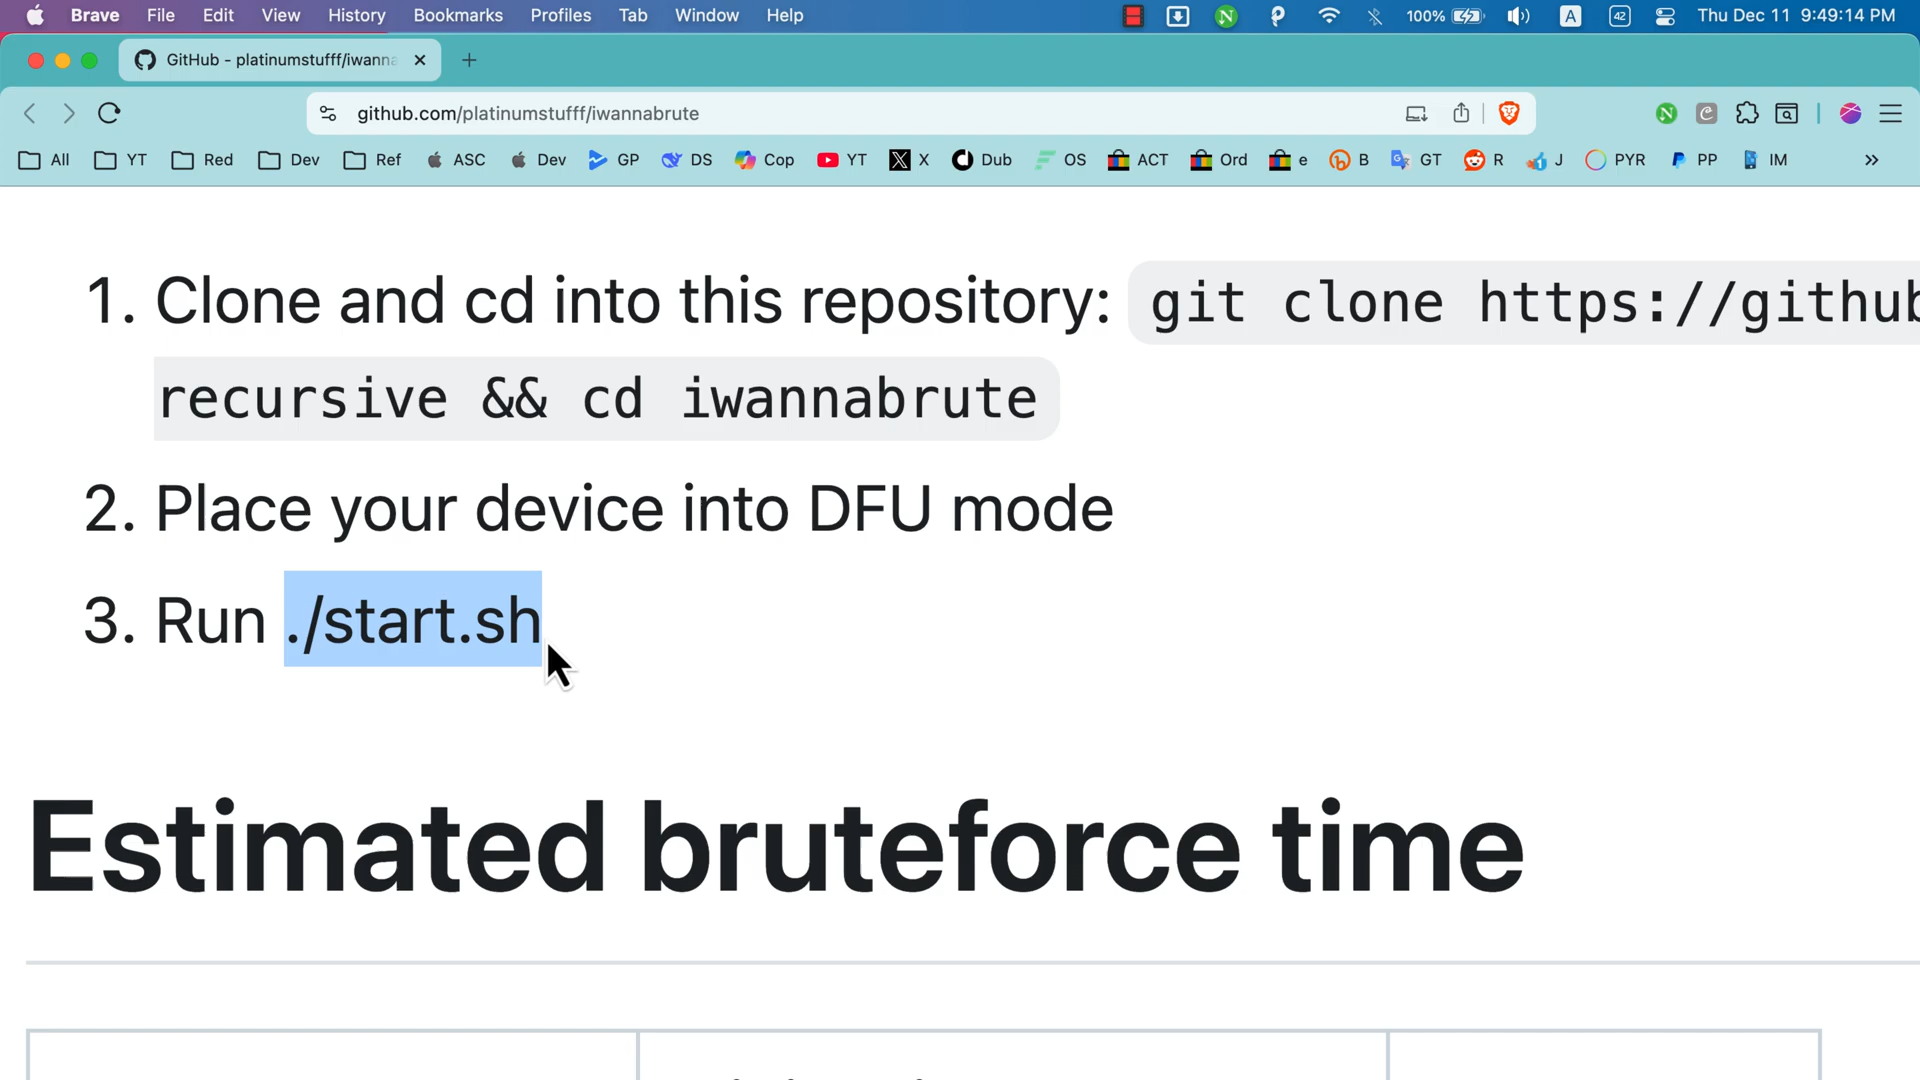 Brave File Edit View History Bookmarks Profiles Tab Window Help 100% A 42 Thu Dec 11 9:49:14 PM
GitHub - platinumstufff/iwanna
github.com/platinumstufff/iwannabrute
All YT Red Dev Ref ASC Dev GP DS Cop YT X Dub OS ACT Ord e B GT R J PYR PP IM »
1. Clone and cd into this repository: git clone https://github
recursive && cd iwannabrute
2. Place your device into DFU mode
3. Run ./start.sh
Estimated bruteforce time